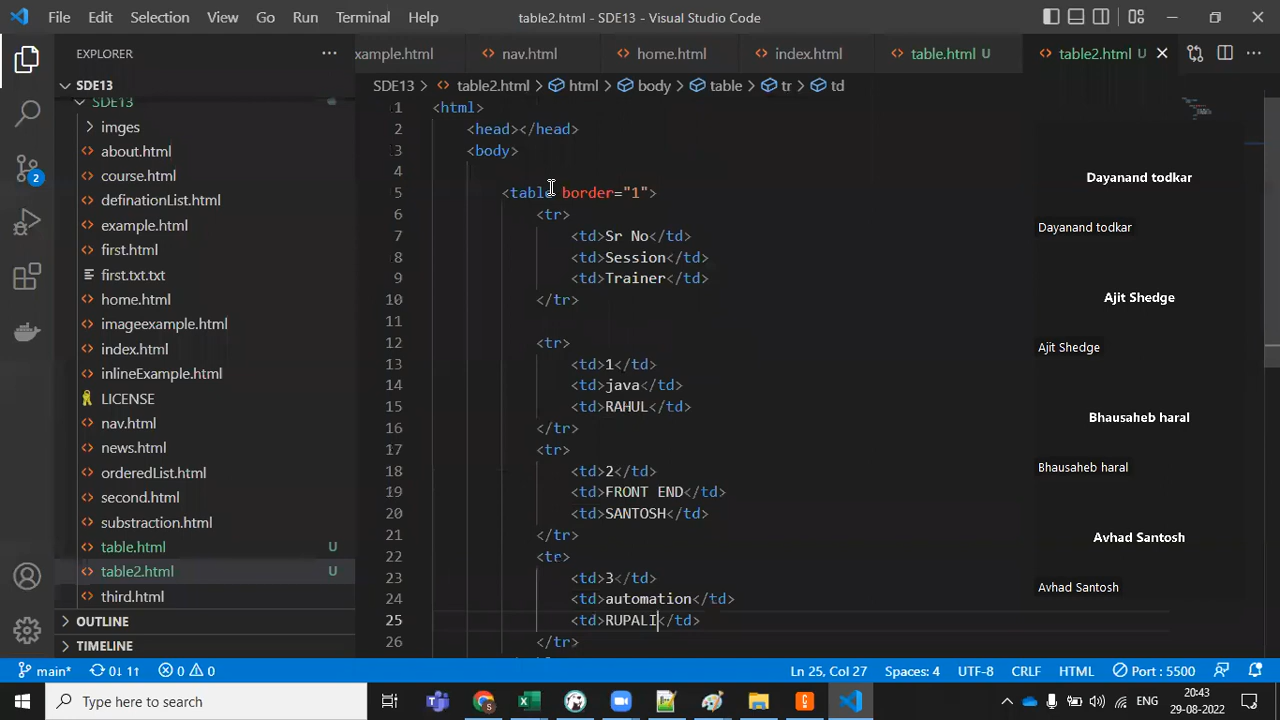 File Edit Selection View Go Run Terminal Help table2.html - SDE13 - Visual Studio Code
EXPLORER
SDE13
SDE13
imges
about.html
course.html
definationList.html
example.html
first.html
first.txt.txt
home.html
imageexample.html
index.html
inlineExample.html
LICENSE
nav.html
news.html
orderedList.html
second.html
substraction.html
table.html U
table2.html U
third.html
OUTLINE
TIMELINE
2
example.html nav.html home.html index.html table.html U table2.html U
SDE13 > table2.html > html > body > table > tr > td
1 <html>
2 <head></head>
3 <body>
4
5 <table border="1">
6 <tr>
7 <td>Sr No</td>
8 <td>Session</td>
9 <td>Trainer</td>
10 </tr>
11
12 <tr>
13 <td>1</td>
14 <td>java</td>
15 <td>RAHUL</td>
16 </tr>
17 <tr>
18 <td>2</td>
19 <td>FRONT END</td>
20 <td>SANTOSH</td>
21 </tr>
22 <tr>
23 <td>3</td>
24 <td>automation</td>
25 <td>RUPALI</td>
26 </tr>
Dayanand todkar
Dayanand todkar
Ajit Shedge
Ajit Shedge
Bhausaheb haral
Bhausaheb haral
Avhad Santosh
Avhad Santosh
main* 0↓ 1↑ 0 0 Ln 25, Col 27 Spaces: 4 UTF-8 CRLF HTML Port : 5500
Type here to search
ENG
20:43
29-08-2022